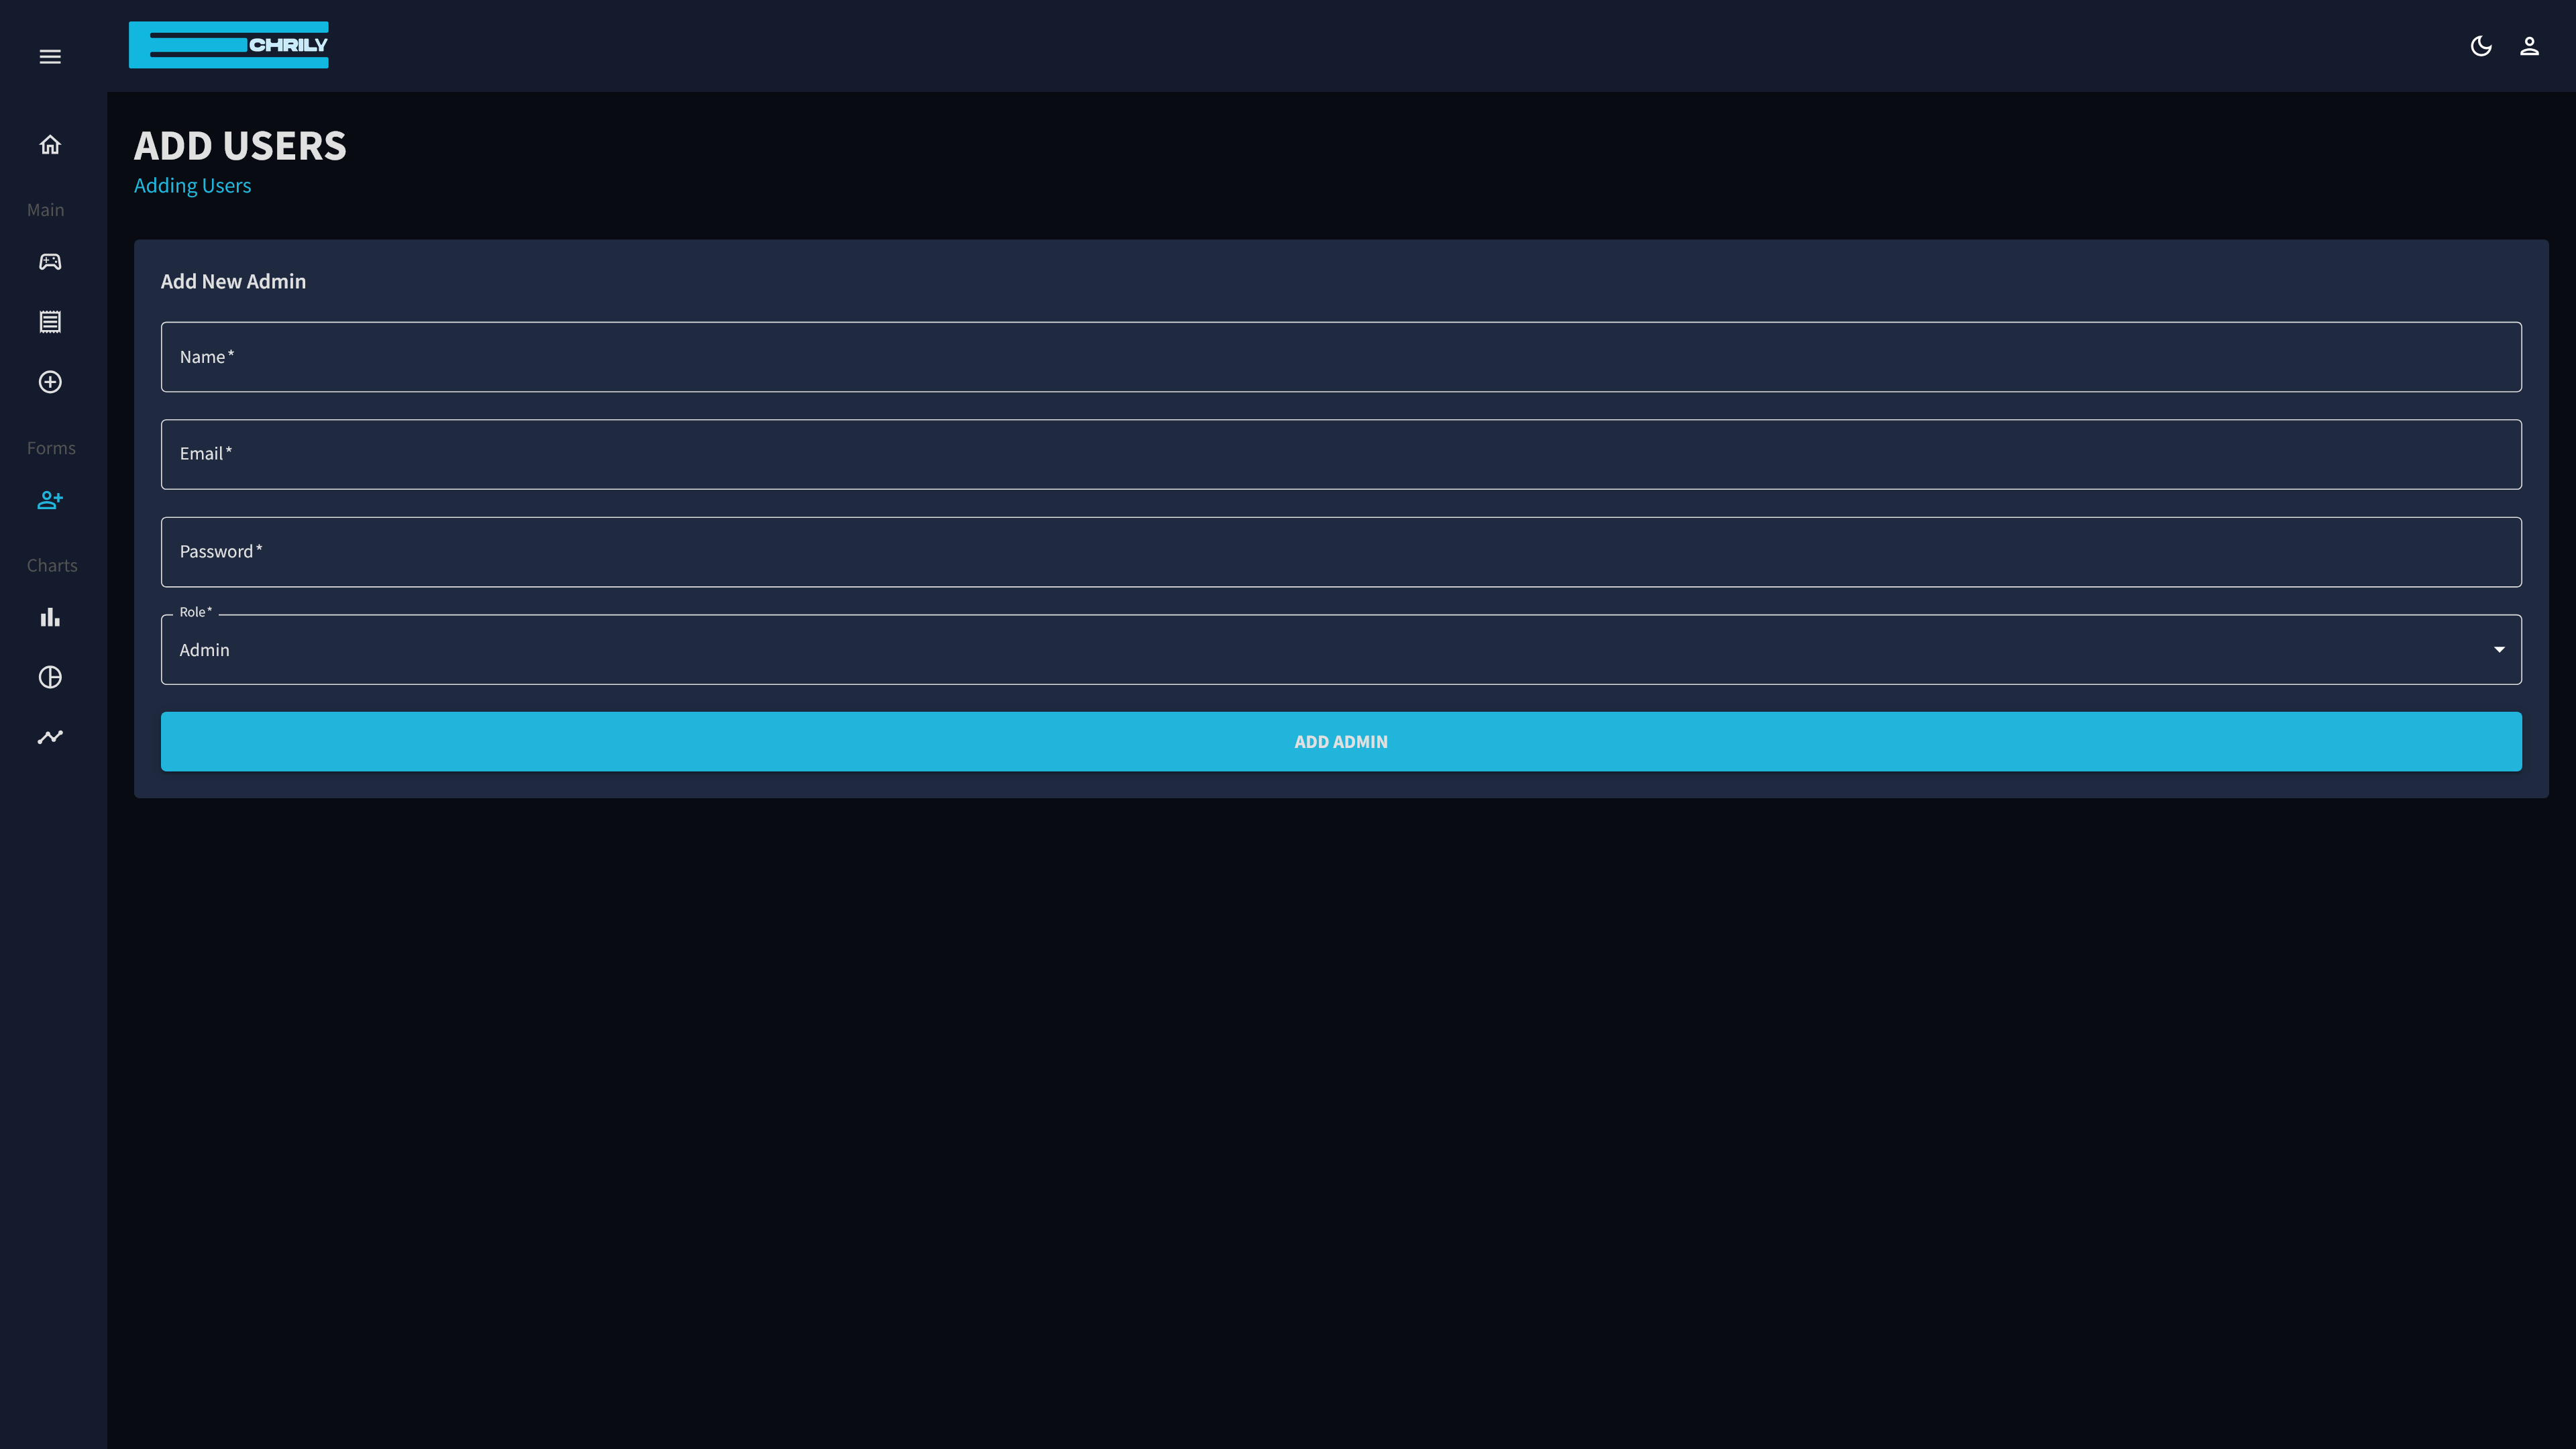 CHRILY
ADD USERS
Adding Users
Main
Forms
Charts
Add New Admin
Name*
Email*
Password*
Role*
Admin
ADD ADMIN